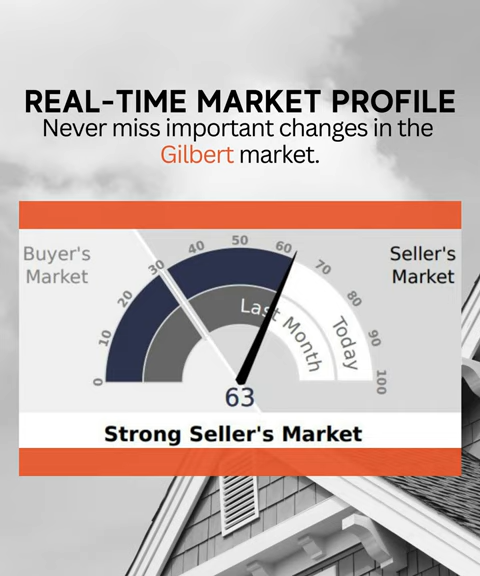 REAL-TIME MARKET PROFILE
Never miss important changes in the
Gilbert market.
Buyer's
Market
Seller's
Market
0
10
20
30
40
50
60
70
80
90
100
Last Month
Today
63
Strong Seller's Market